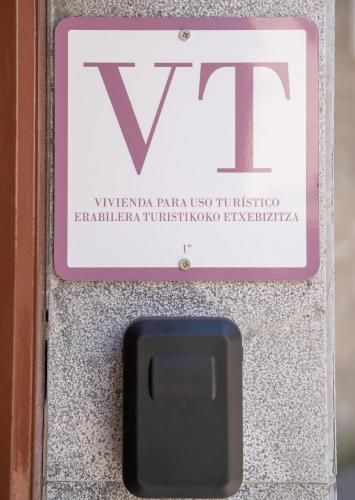 VT
VIVIENDA PARA USO TURÍSTICO
ERABILERA TURISTIKOKO ETXEBIZITZA
1º